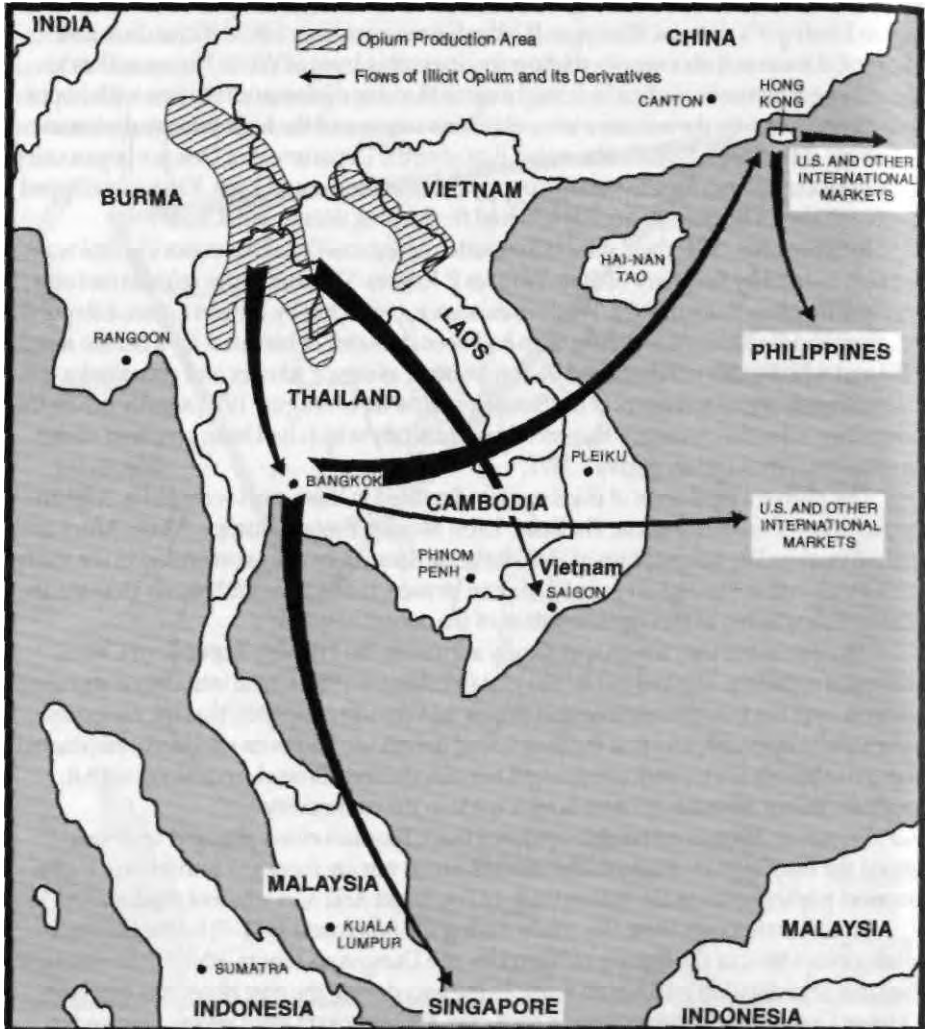 INDIA
Opium Production Area
CHINA
Flows of Illicit Opium and Its Derivatives
HONG
KONG
CANTON
U.S. AND OTHER
INTERNATIONAL
MARKETS
BURMA
VIETNAM
HAI-NAN
TAO
LAOS
RANGOON
PHILIPPINES
THAILAND
PLEIKU
BANGKOK
CAMBODIA
U.S. AND OTHER
INTERNATIONAL
MARKETS
PHNOM
PENH
Vietnam
SAIGON
MALAYSIA
KUALA
LUMPUR
MALAYSIA
SUMATRA
INDONESIA
SINGAPORE
INDONESIA